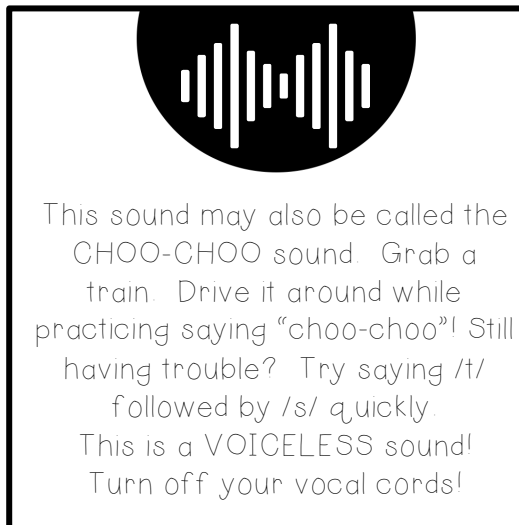 This sound may also be called the
CHOO-CHOO sound. Grab a
train. Drive it around while
practicing saying “choo-choo”! Still
having trouble? Try saying /t/
followed by /s/ quickly.
This is a VOICELESS sound!
Turn off your vocal cords!